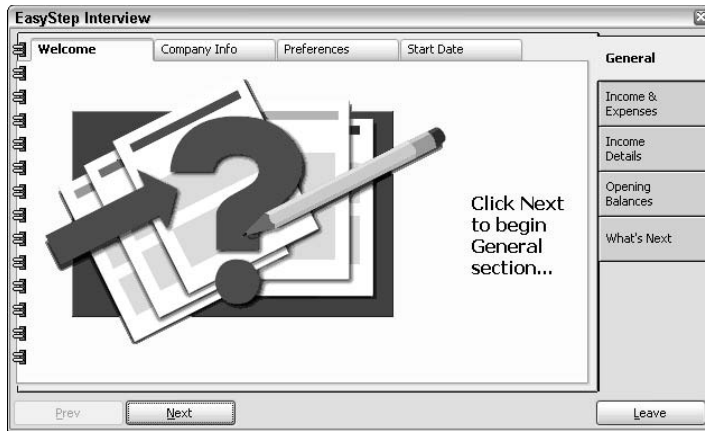 EasyStep Interview
Welcome
Company Info
Preferences
Start Date
General
Income &
Expenses
Income
Details
Opening
Balances
What's Next
Click Next
to begin
General
section...
Prev
Next
Leave